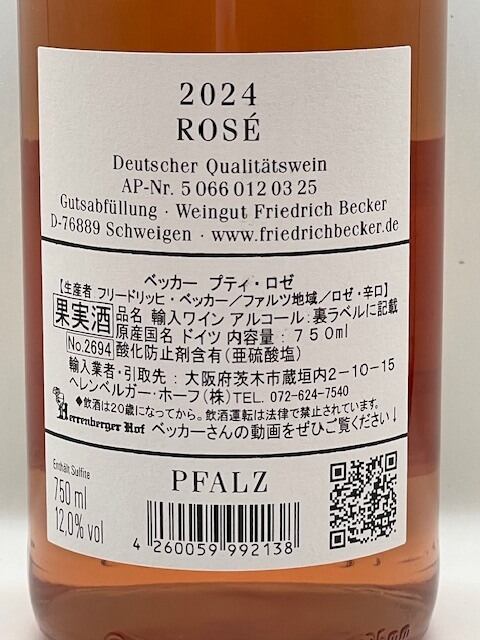 2024
ROSÉ
Deutscher Qualitätswein
AP-Nr. 5 066 012 03 25
Gutsabfüllung · Weingut Friedrich Becker
D-76889 Schweigen · www.friedrichbecker.de
ベッカー プティ・ロゼ
【生産者 フリードリッヒ・ベッカー/ファルツ地域/ロゼ・辛口】
果実酒 品名 輸入ワイン アルコール:裏ラベルに記載
原産国名 ドイツ 内容量:750ml
No.2694 酸化防止剤含有(亜硫酸塩)
輸入業者・引取先:大阪府茨木市蔵垣内2-10-15
ヘレンベルガー・ホーフ(株)TEL. 072-624-7540
◆飲酒は20歳になってから。飲酒運転は法律で禁止されています。
Herrenberger Hof ベッカーさんの動画をぜひご覧ください↓
Enthält Sulfite
750 ml
12,0% vol
PFALZ
4 260059 992138